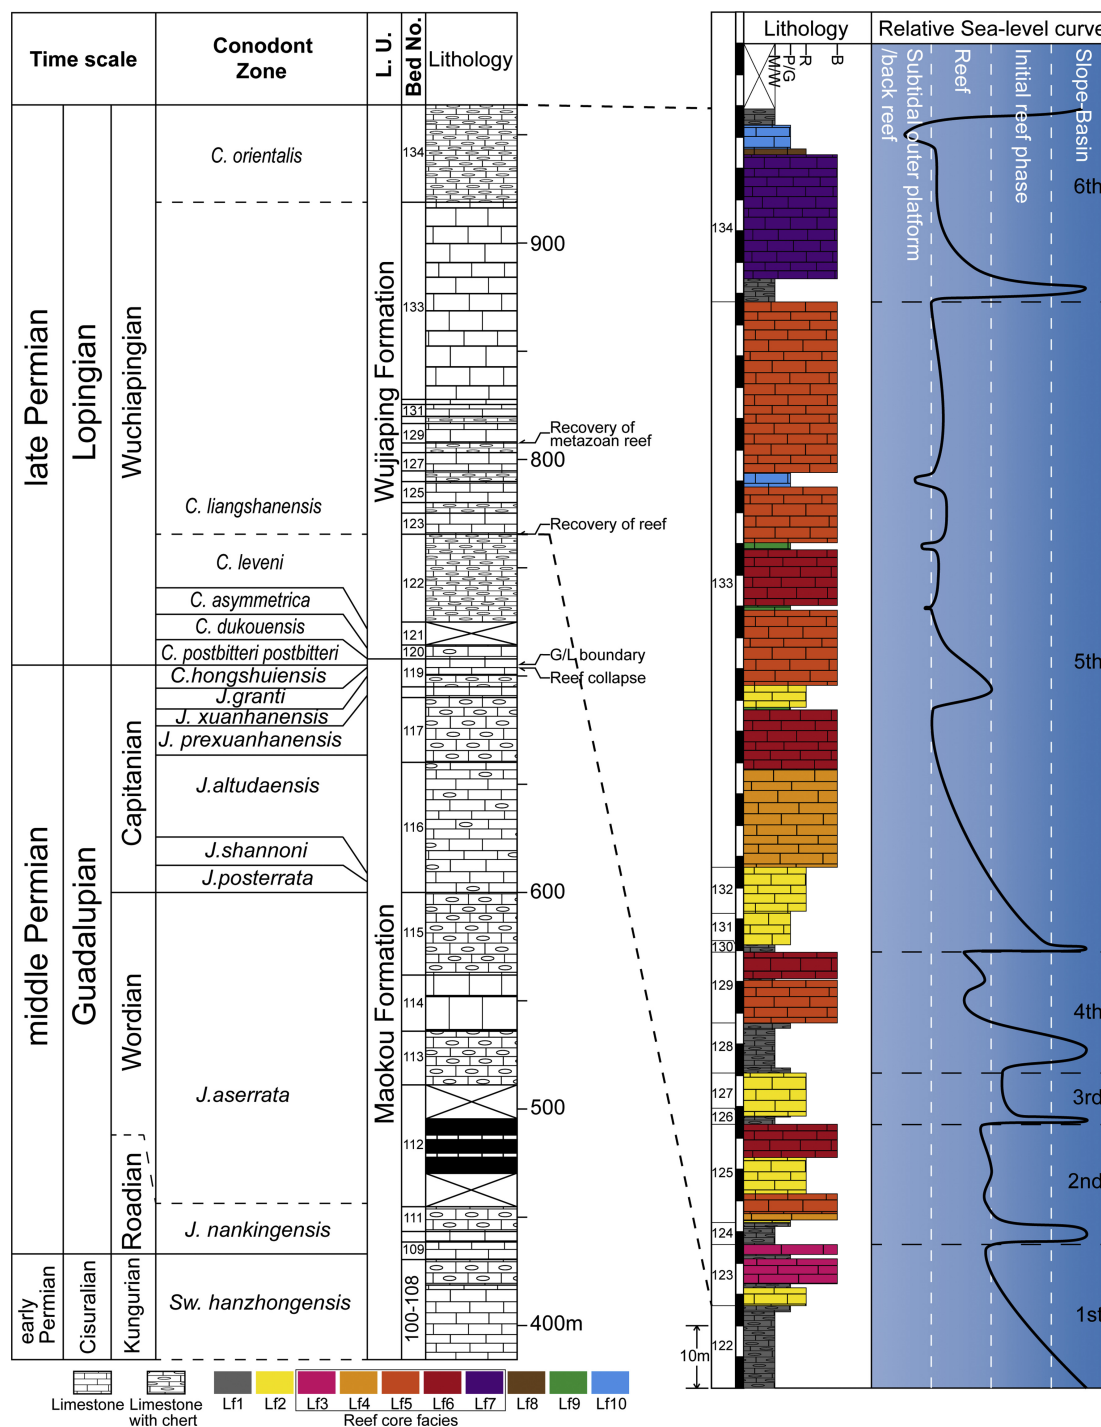 Time scale
Conodont
Zone
L. U.
Bed No.
Lithology
late Permian
Lopingian
Wuchiapingian
middle Permian
Guadalupian
Capitanian
Wordian
Roadian
early
Permian
Cisuralian
Kungurian
C. orientalis
C. liangshanensis
C. leveni
C. asymmetrica
C. dukouensis
C. postbitteri postbitteri
C.hongshuiensis
J.granti
J. xuanhanensis
J. prexuanhanensis
J.altudaensis
J.shannoni
J.posterrata
J.aserrata
J. nankingensis
Sw. hanzhongensis
Wujiaping Formation
Maokou Formation
134
133
131
129
127
125
123
122
121
120
119
117
116
115
114
113
112
111
109
100-108
900
Recovery of
metazoan reef
800
Recovery of reef
G/L boundary
Reef collapse
600
500
400m
Lithology
M/W
P/G
R
B
Relative Sea-level curve
Subtidal outer platform
/back reef
Reef
Initial reef phase
Slope-Basin
134
133
132
131
130
129
128
127
126
125
124
123
122
10m
6th
5th
4th
3rd
2nd
1st
Limestone
Limestone
with chert
Lf1
Lf2
Lf3
Lf4
Lf5
Lf6
Lf7
Lf8
Lf9
Lf10
Reef core facies